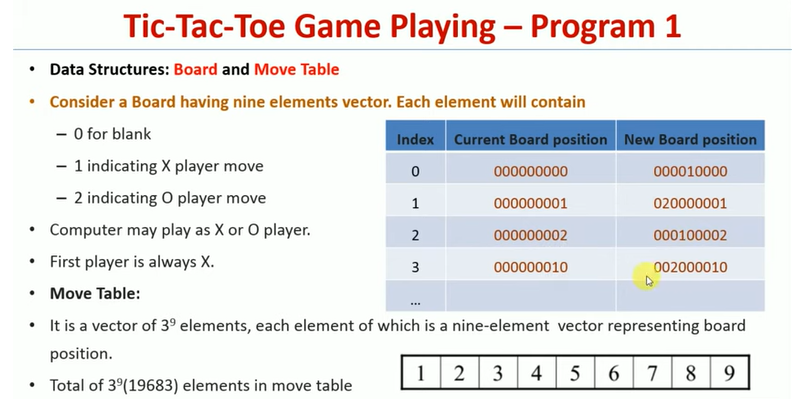 Tic-Tac-Toe Game Playing – Program 1
• Data Structures: Board and Move Table
• Consider a Board having nine elements vector. Each element will contain
– 0 for blank
– 1 indicating X player move
– 2 indicating O player move
• Computer may play as X or O player.
• First player is always X.
• Move Table:
Index Current Board position New Board position
0 000000000 000010000
1 000000001 020000001
2 000000002 000100002
3 000000010 002000010
...
• It is a vector of 3⁹ elements, each element of which is a nine-element vector representing board
position.
• Total of 3⁹(19683) elements in move table
1 2 3 4 5 6 7 8 9